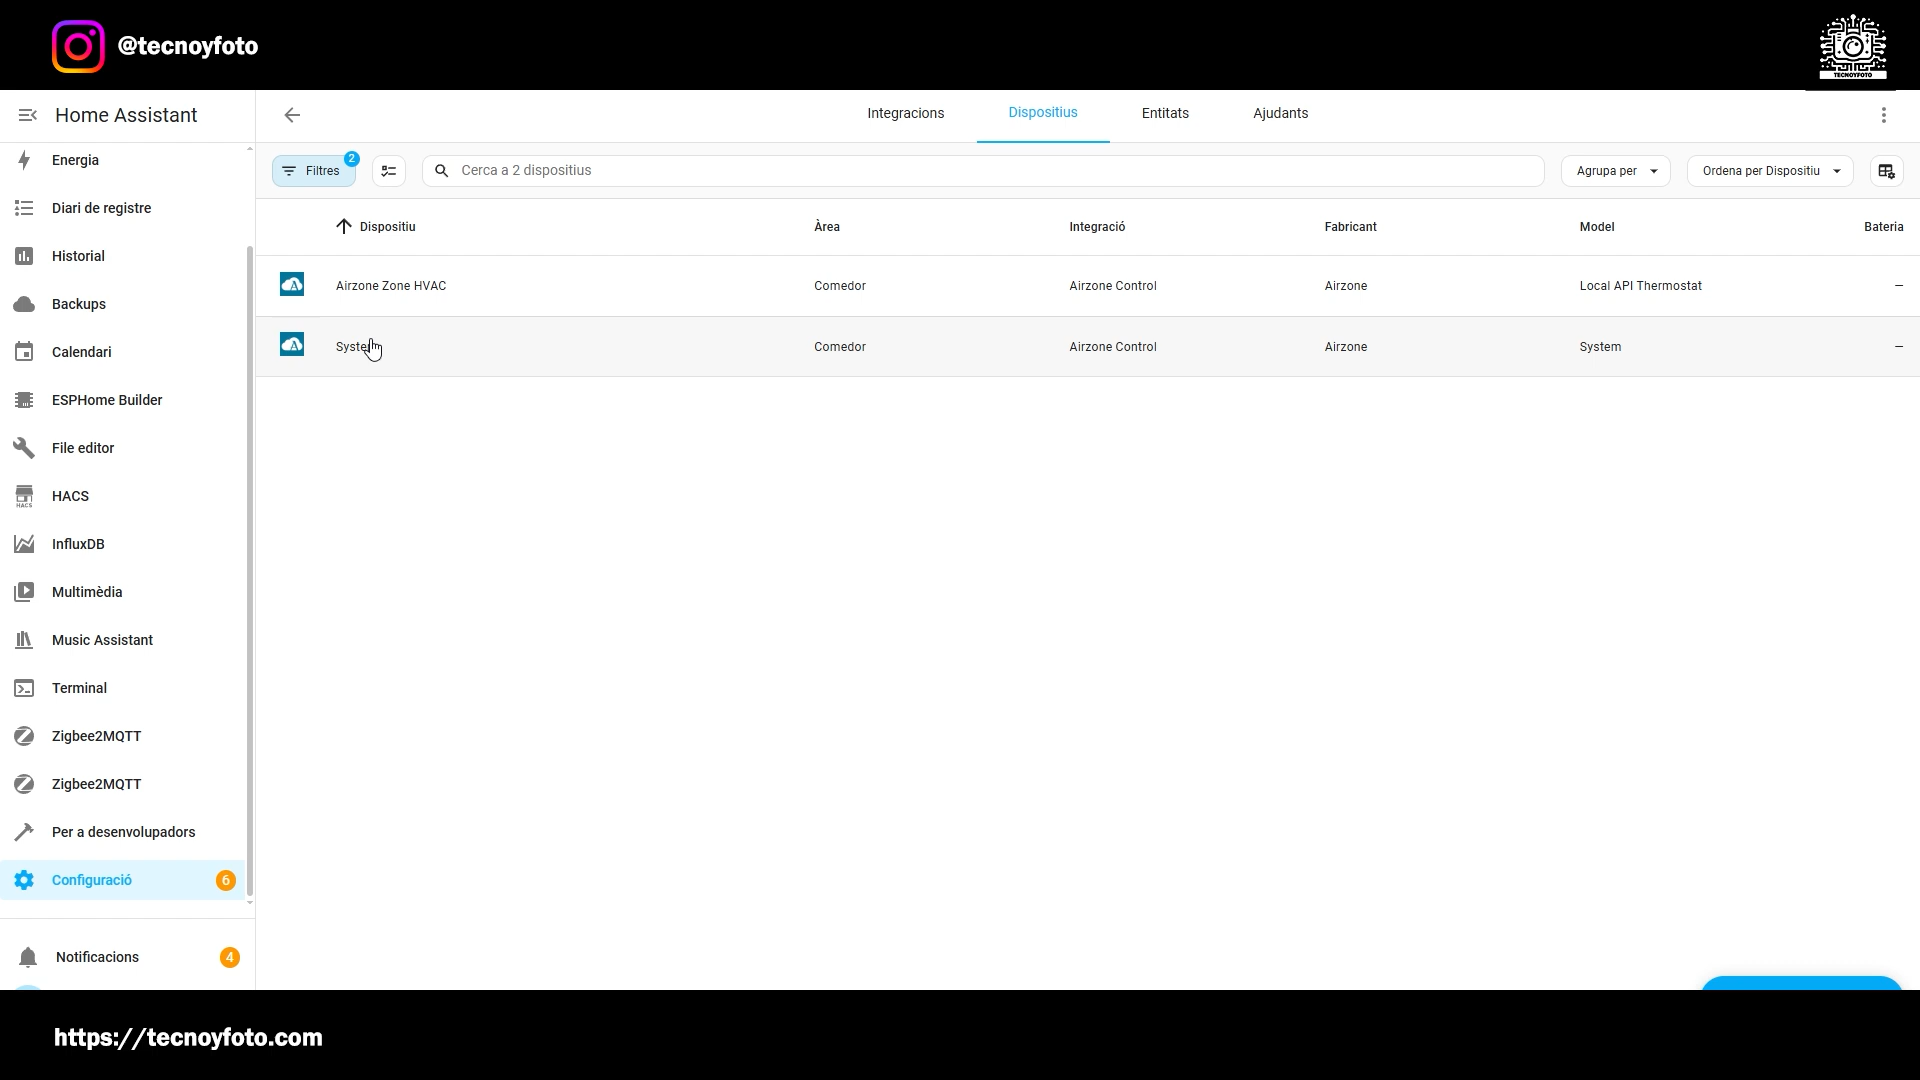 @tecnoyfoto
TECNOYFOTO
Home Assistant
Integracions
Dispositius
Entitats
Ajudants
Filtres
2
Cerca a 2 dispositius
Agrupa per
Ordena per Dispositiu
Dispositiu
Àrea
Integració
Fabricant
Model
Bateria
Airzone Zone HVAC
Comedor
Airzone Control
Airzone
Local API Thermostat
—
System
Comedor
Airzone Control
Airzone
System
—
Energia
Diari de registre
Historial
Backups
Calendari
ESPHome Builder
File editor
HACS
HACS
InfluxDB
Multimèdia
Music Assistant
Terminal
Zigbee2MQTT
Zigbee2MQTT
Per a desenvolupadors
Configuració
6
Notificacions
4
https://tecnoyfoto.com